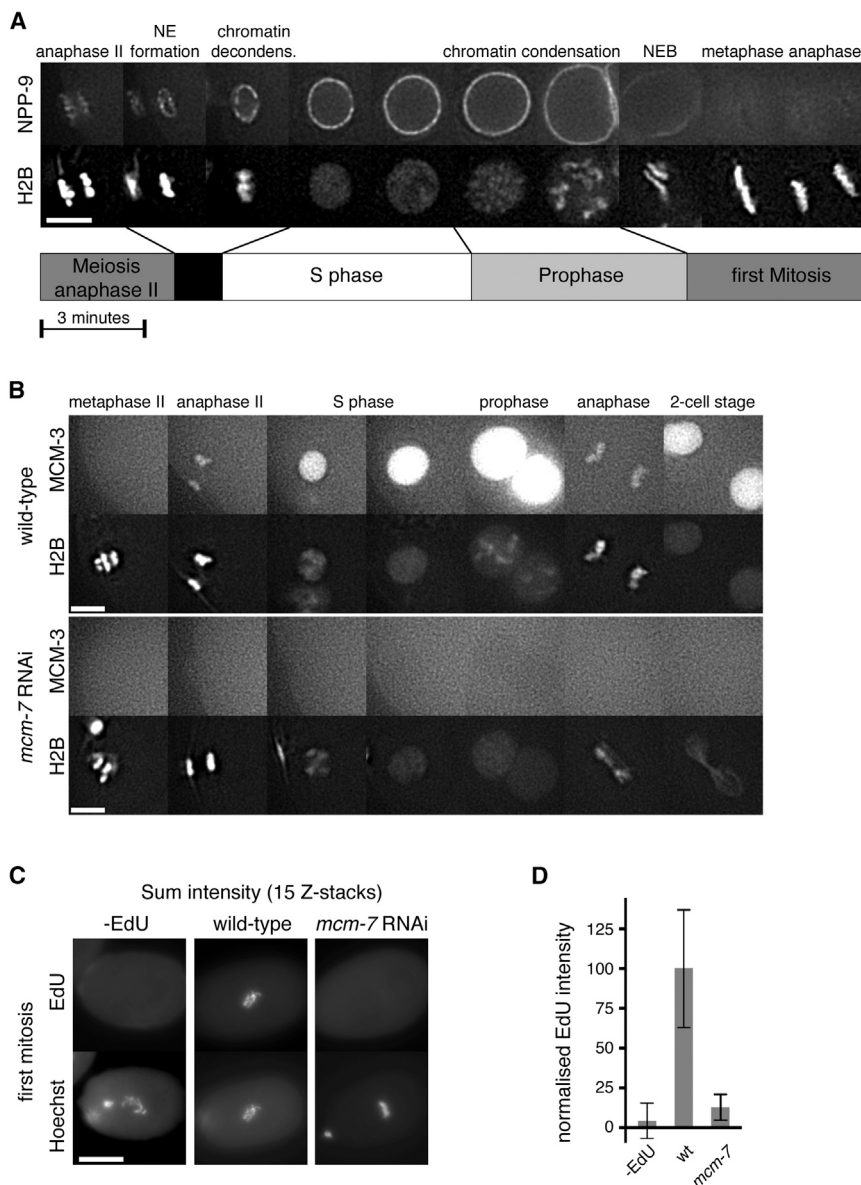 A
anaphase II
NE formation
chromatin decondens.
chromatin condensation
NEB
metaphase anaphase
NPP-9
H2B
Meiosis anaphase II
S phase
Prophase
first Mitosis
3 minutes
B
metaphase II
anaphase II
S phase
prophase
anaphase
2-cell stage
wild-type
MCM-3
H2B
mcm-7 RNAi
MCM-3
H2B
C
Sum intensity (15 Z-stacks)
-EdU
wild-type
mcm-7 RNAi
first mitosis
EdU
Hoechst
D
normalised EdU intensity
125
100
75
50
25
0
-EdU
wt
mcm-7